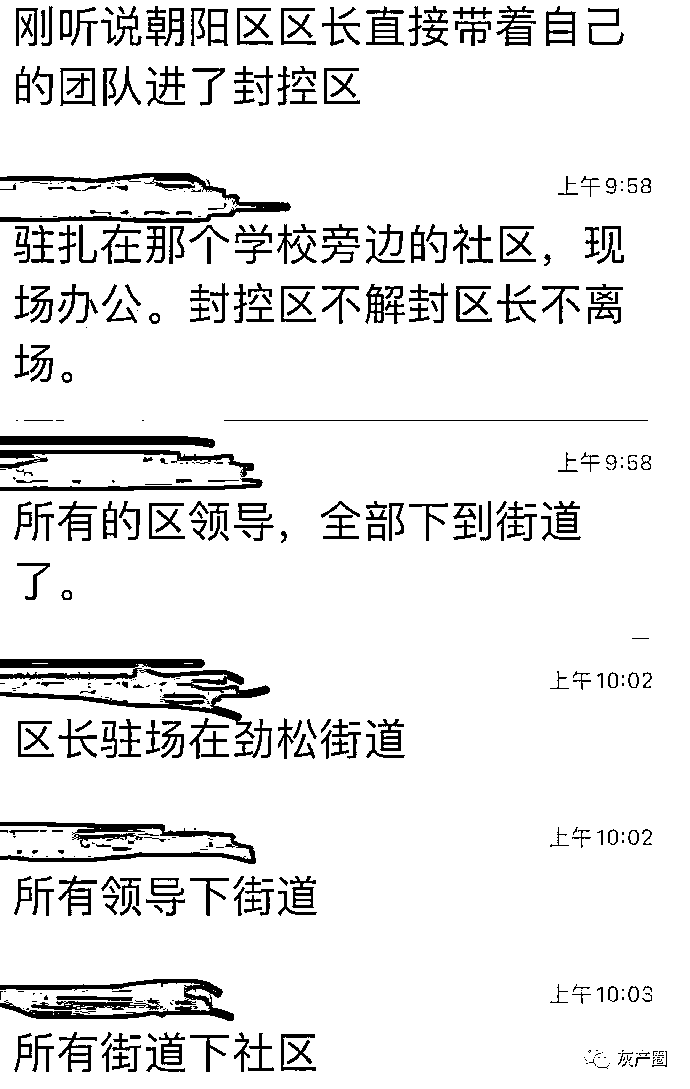 刚听说朝阳区区长直接带着自己
的团队进了封控区
上午9:58
驻扎在那个学校旁边的社区，现
场办公。封控区不解封区长不离
场。
上午9:58
所有的区领导，全部下到街道
了。
上午10:02
区长驻场在劲松街道
上午10:02
所有领导下街道
上午10:03
所有街道下社区
灰产圈